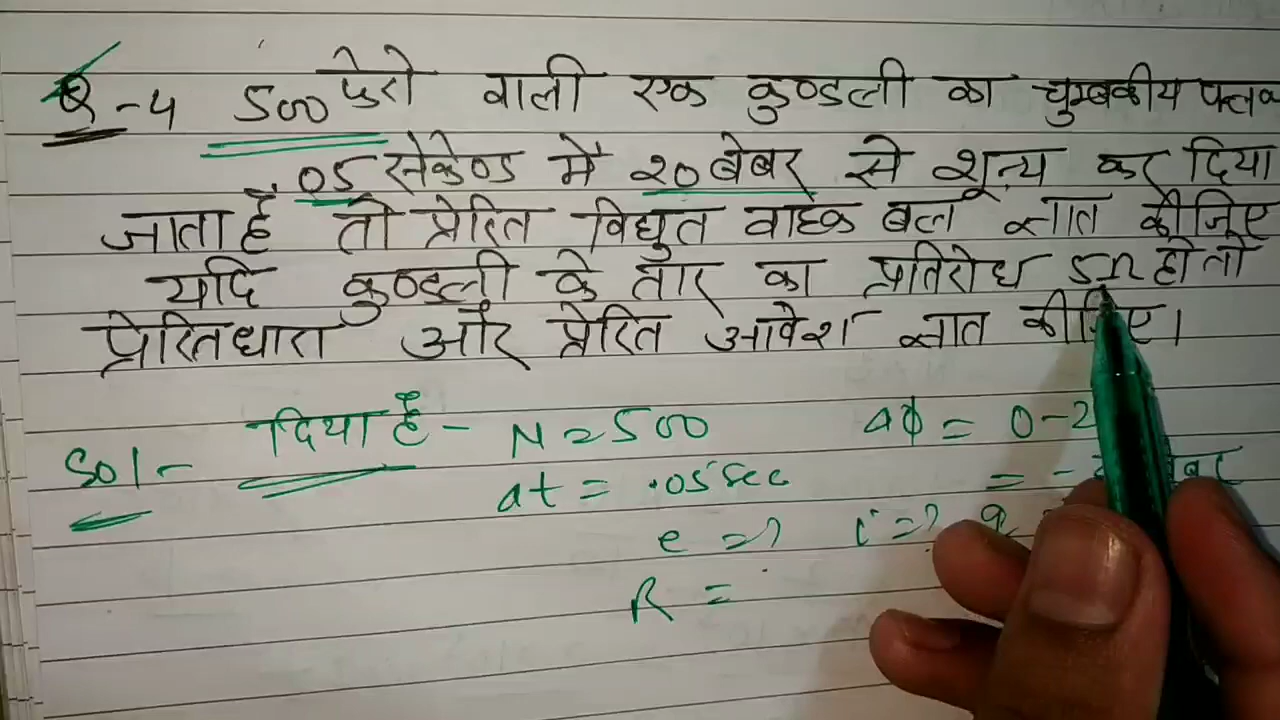 Q-4 500 फेरो वाली एक कुण्डली का चुम्बकीय फ्लक
.05 सेकेण्ड में 20 बेबर से शून्य कर दिया
जाता है तो प्रेरित विद्युत वाहक बल ज्ञात कीजिए
यदि कुण्डली के तार का प्रतिरोध 5Ω हो तो
प्रेरितधारा और प्रेरित आवेश ज्ञात कीजिए।
Sol- दिया है- N=500 Δφ = 0-2
Δt = .05 sec = -
e = ? i = ? q
R =